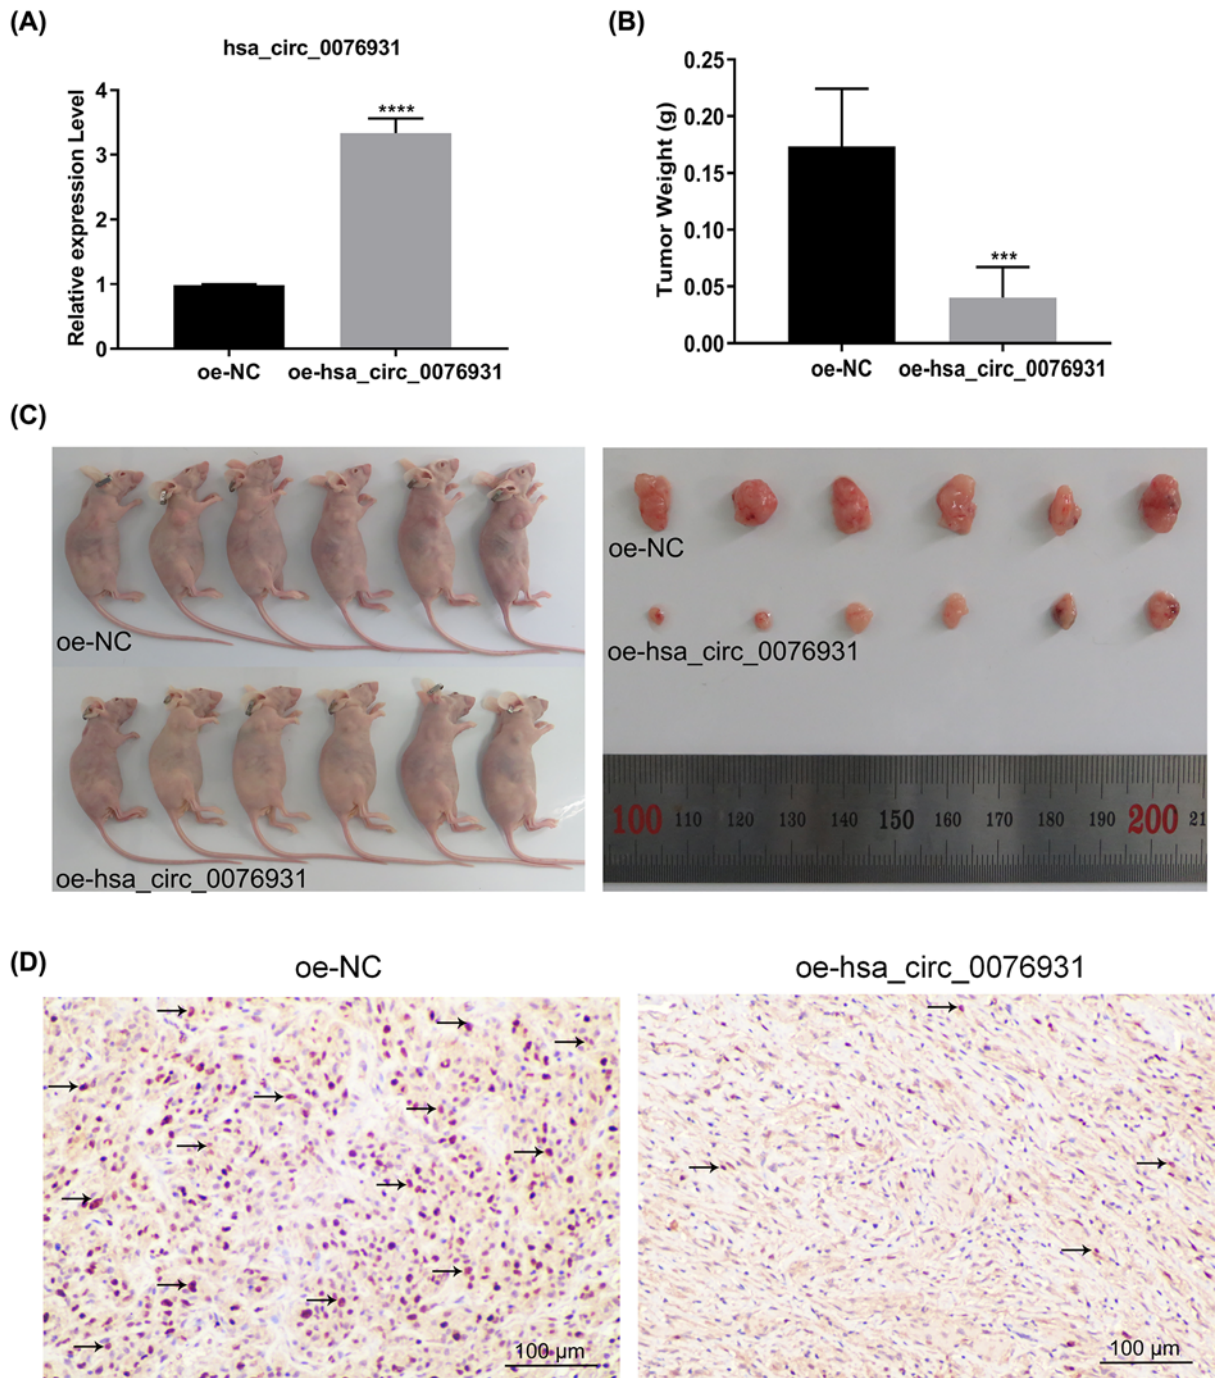 (A)
hsa_circ_0076931
Relative expression Level
4
3
2
1
0
****
oe-NC
oe-hsa_circ_0076931
(B)
Tumor Weight (g)
0.25
0.20
0.15
0.10
0.05
0.00
***
oe-NC
oe-hsa_circ_0076931
(C)
oe-NC
oe-hsa_circ_0076931
oe-NC
oe-hsa_circ_0076931
100 110 120 130 140 150 160 170 180 190 200 21
(D)
oe-NC
oe-hsa_circ_0076931
100 µm
100 µm